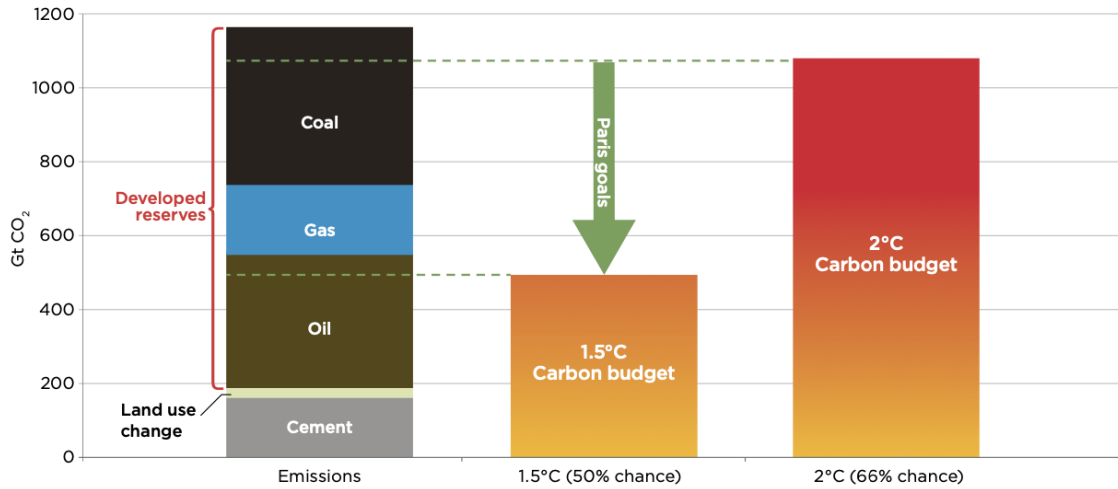 1200
1000
800
600
400
200
0
Gt CO₂
Developed
reserves
Land use
change
Coal
Gas
Oil
Cement
Paris goals
1.5°C
Carbon budget
2°C
Carbon budget
Emissions
1.5°C (50% chance)
2°C (66% chance)